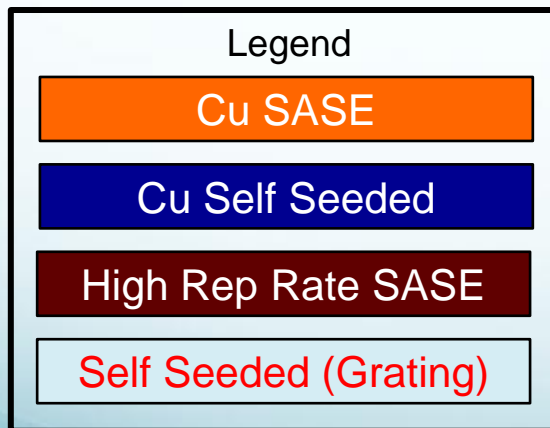 Legend
Cu SASE
Cu Self Seeded
High Rep Rate SASE
Self Seeded (Grating)